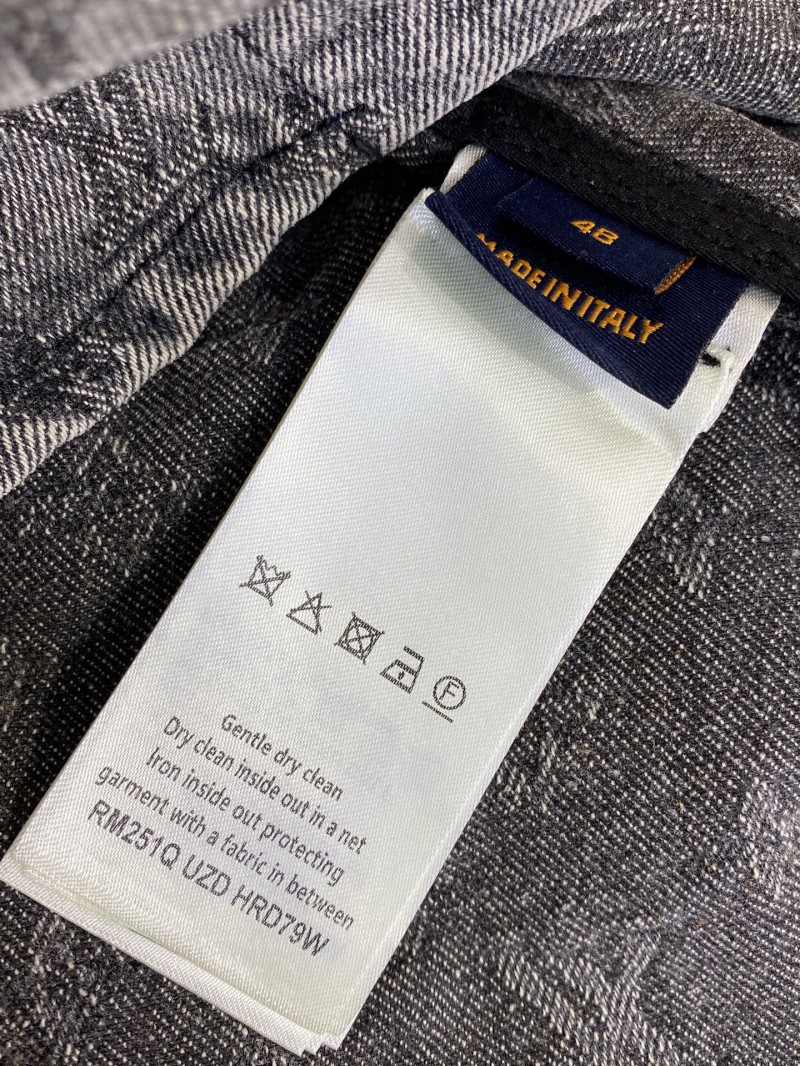 48
MADE IN ITALY
F
Gentle dry clean
Dry clean inside out in a net
Iron inside out protecting
garment with a fabric in between
RM251Q UZD HRD79W